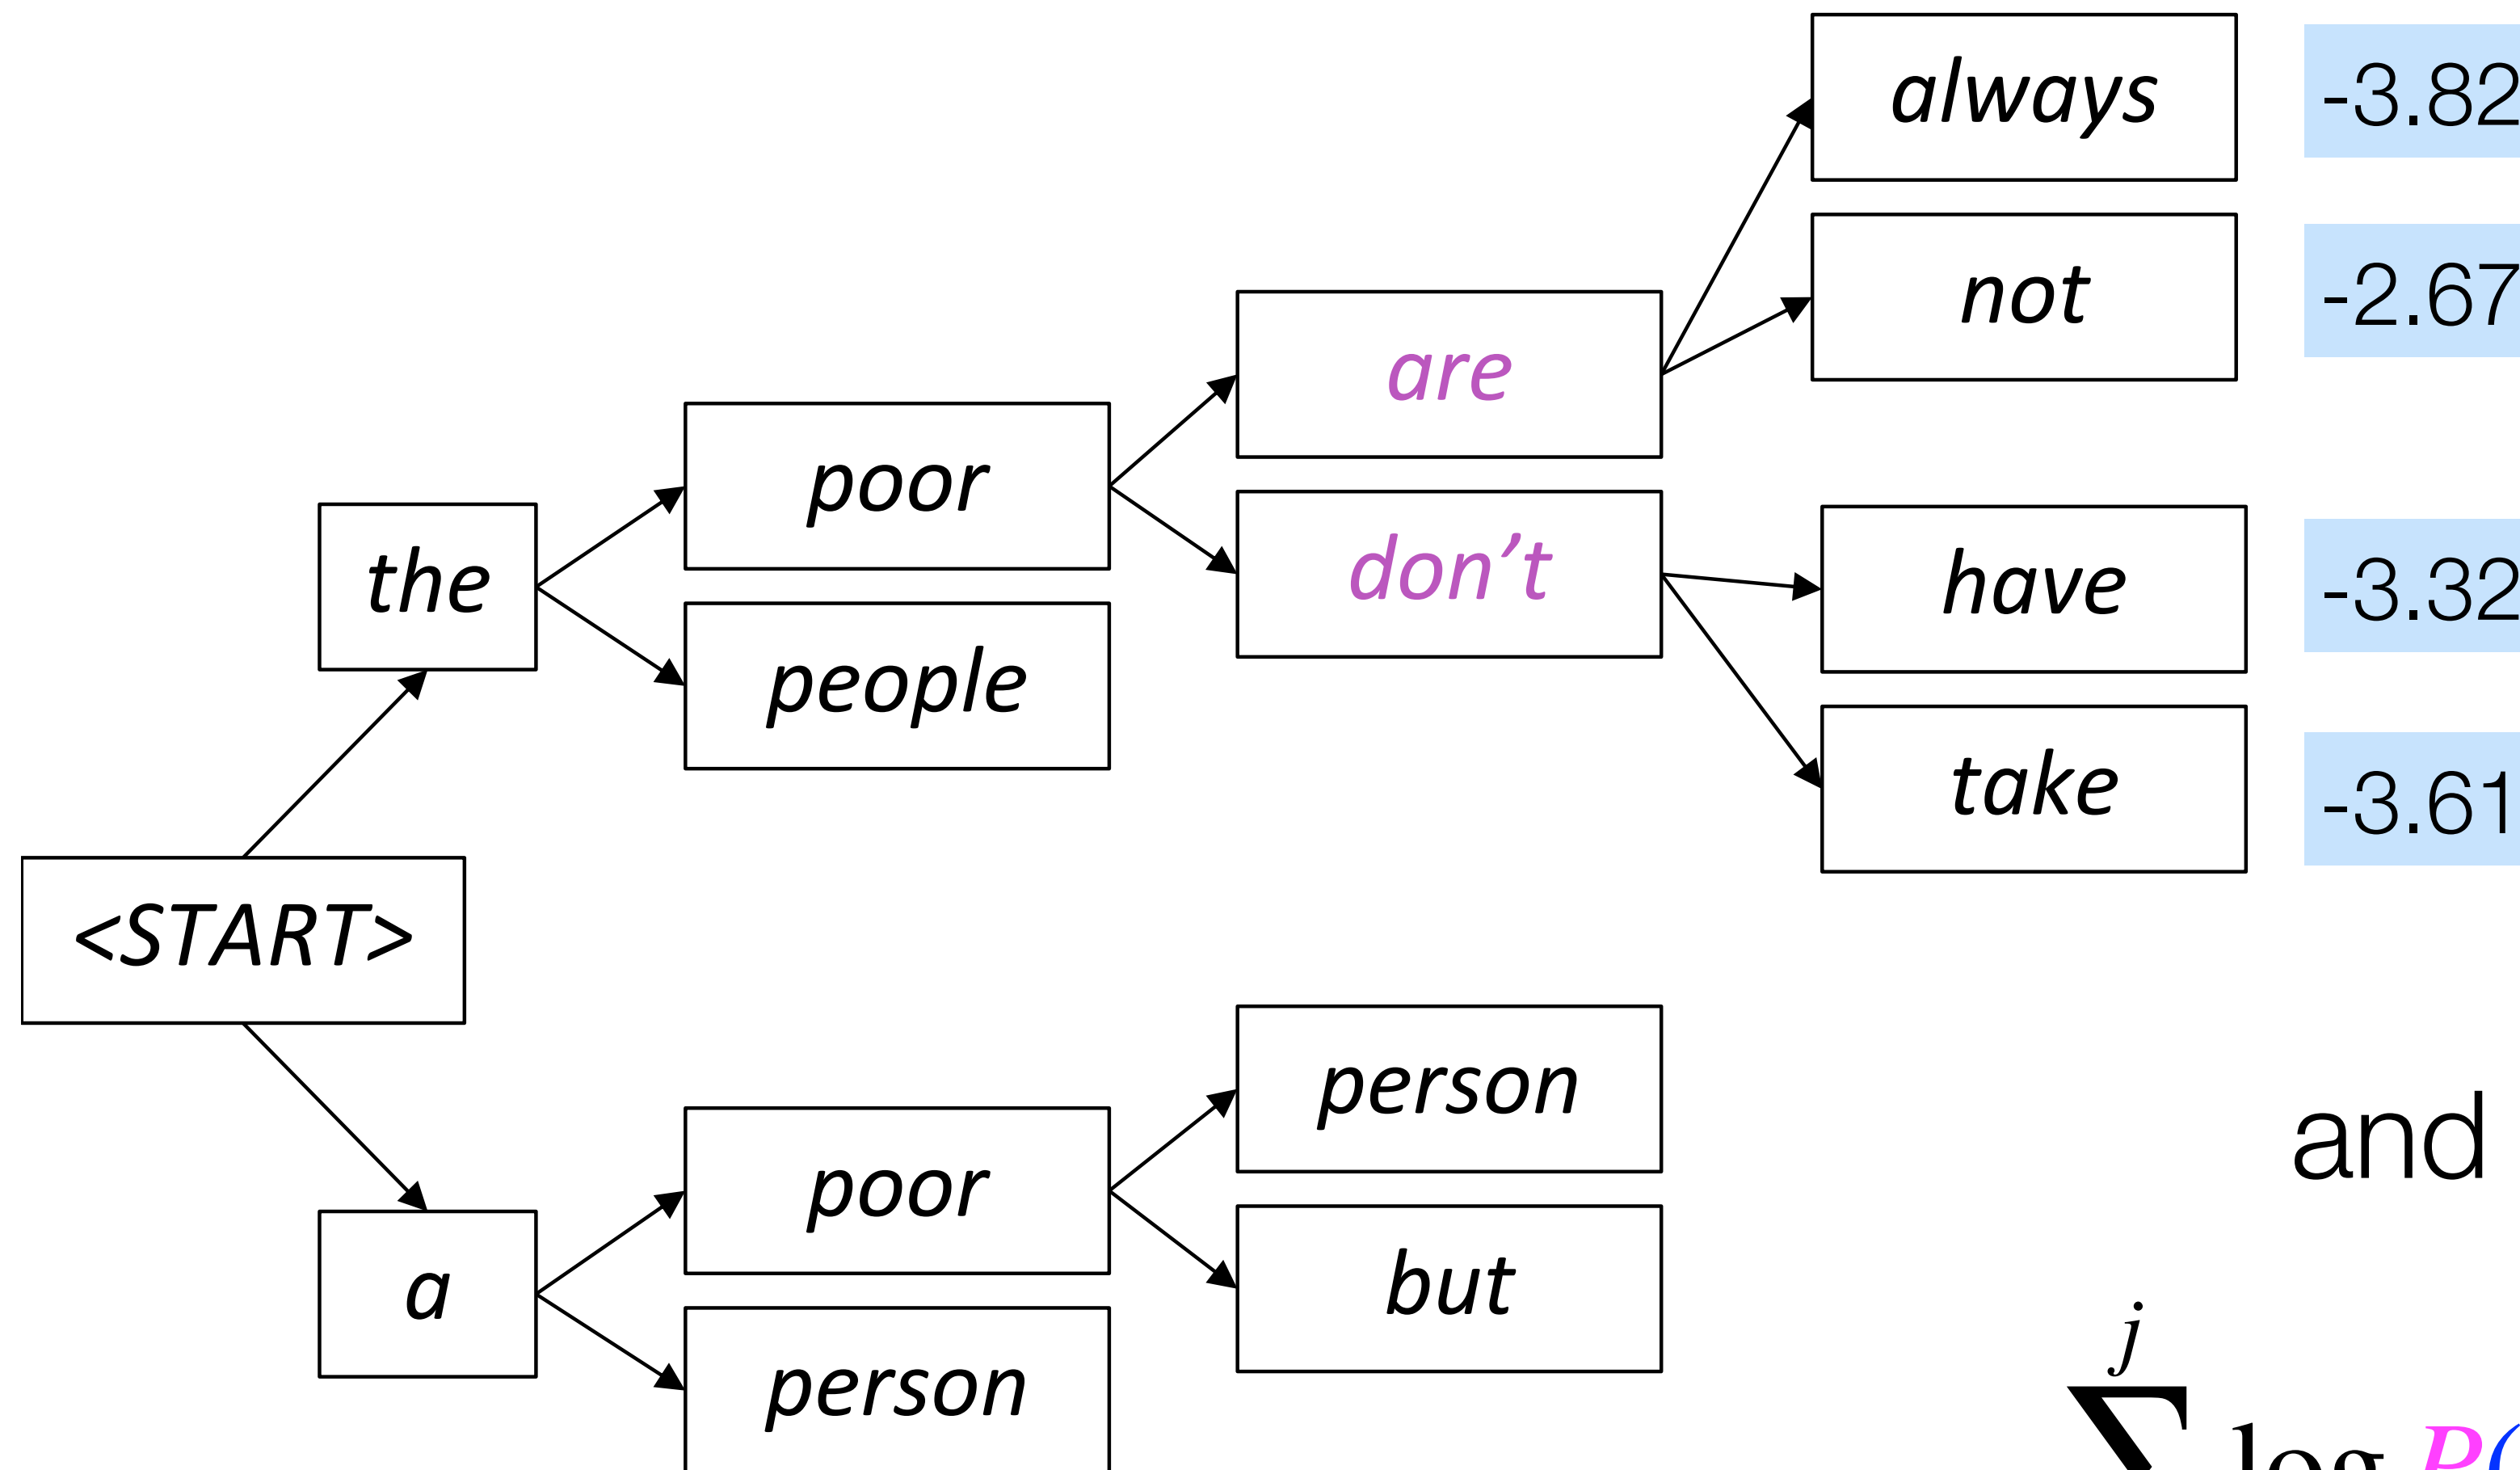 always -3.82
not -2.67
are
poor
the
don’t
have -3.32
people
take -3.61
<START>
person
poor
and
but
a
person
j
∑ log P(